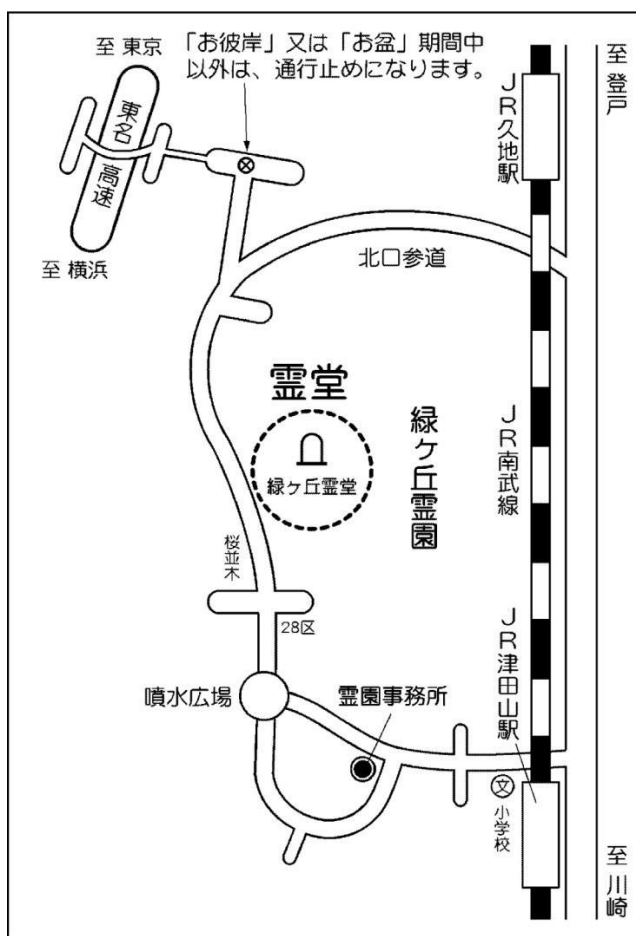 至 東京
「お彼岸」又は「お盆」期間中
以外は、通行止めになります。
東名高速
至 横浜
至 登戸
JR久地駅
北口参道
霊堂
緑ヶ丘霊堂
緑ヶ丘霊園
JR南武線
桜並木
28区
噴水広場
霊園事務所
JR津田山駅
文
小学校
至 川崎